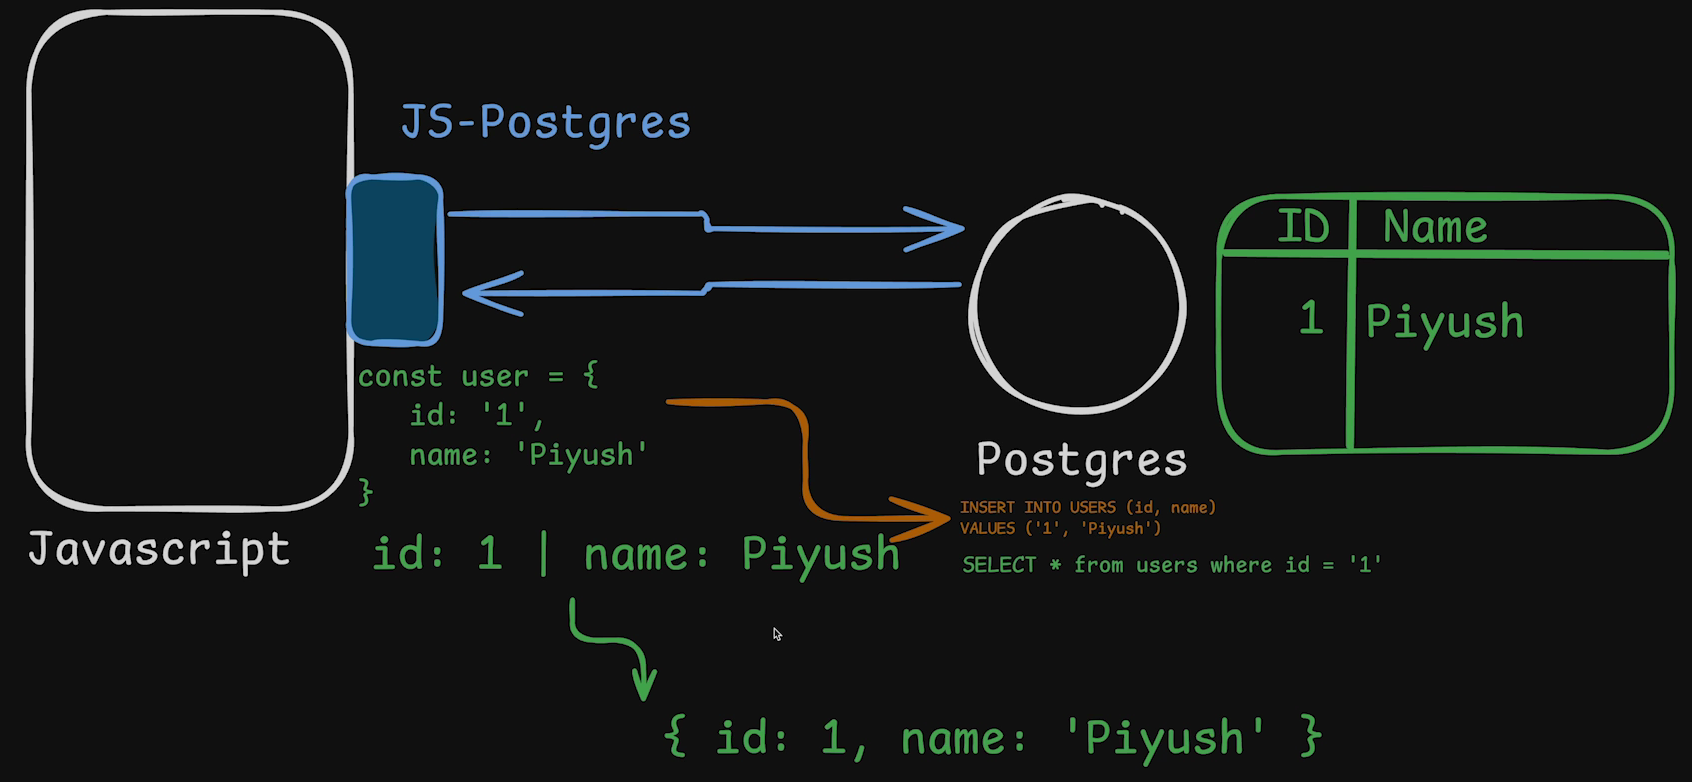 JS-Postgres
ID
Name
1
Piyush
const user = {
id: '1',
name: 'Piyush'
}
Javascript
Postgres
INSERT INTO USERS (id, name)
VALUES ('1', 'Piyush')
SELECT * from users where id = '1'
id: 1 | name: Piyush
{ id: 1, name: 'Piyush' }